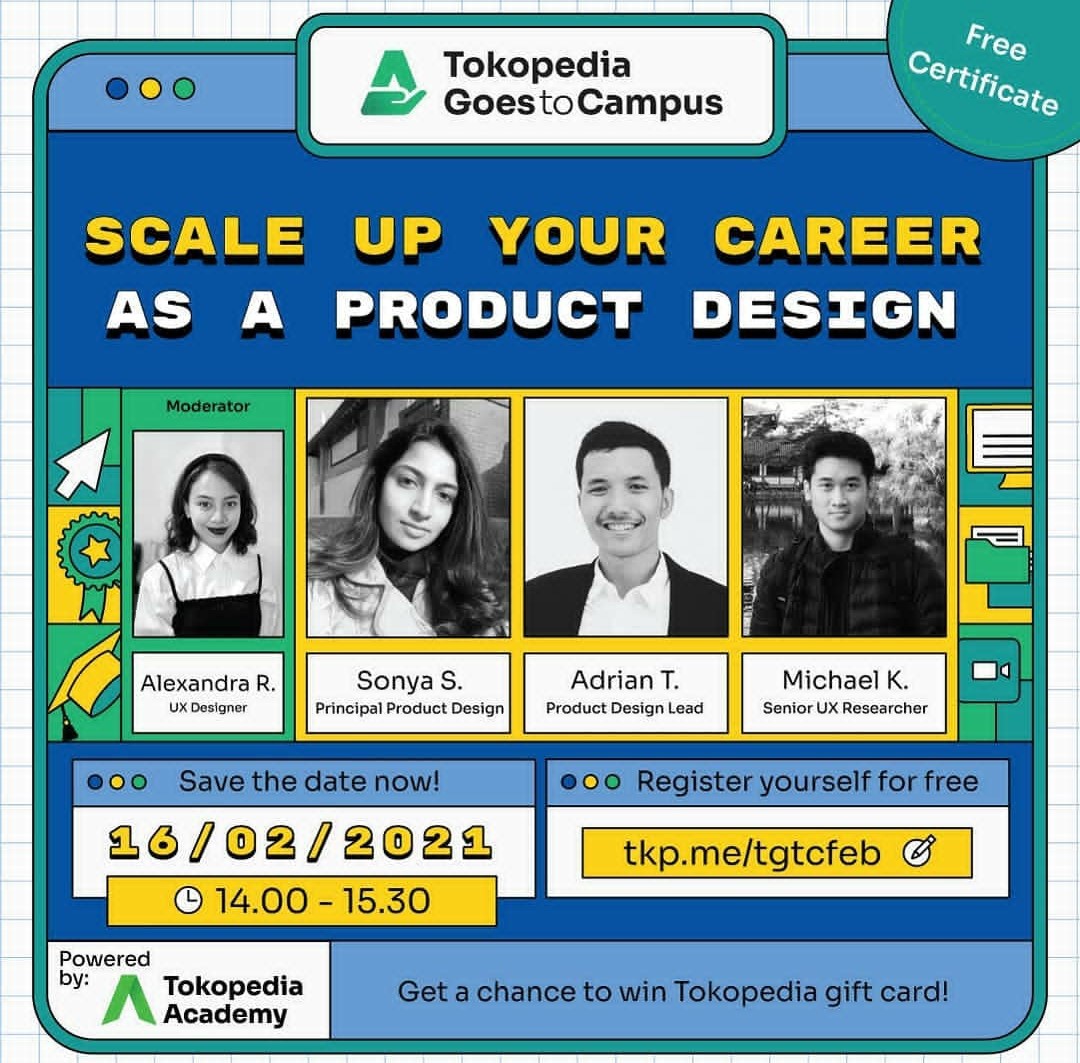 Tokopedia
Goes to Campus
Free
Certificate
SCALE UP YOUR CAREER
AS A PRODUCT DESIGN
Moderator
Alexandra R.
UX Designer
Sonya S.
Principal Product Design
Adrian T.
Product Design Lead
Michael K.
Senior UX Researcher
Save the date now!
16/02/2021
14.00 - 15.30
Register yourself for free
tkp.me/tgtcfeb
Powered
by:
Tokopedia
Academy
Get a chance to win Tokopedia gift card!